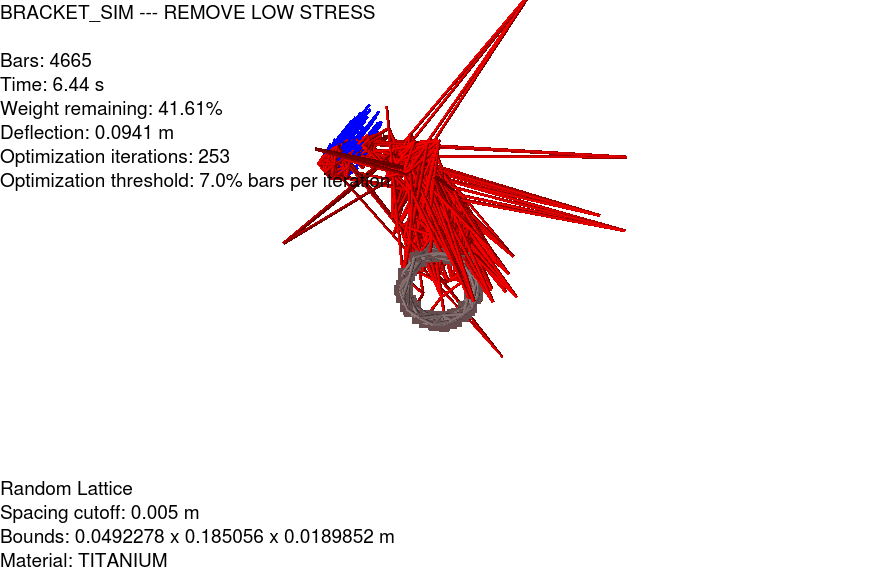 BRACKET_SIM --- REMOVE LOW STRESS
Bars: 4665
Time: 6.44 s
Weight remaining: 41.61%
Deflection: 0.0941 m
Optimization iterations: 253
Optimization threshold: 7.0% bars per iteration
Random Lattice
Spacing cutoff: 0.005 m
Bounds: 0.0492278 x 0.185056 x 0.0189852 m
Material: TITANIUM